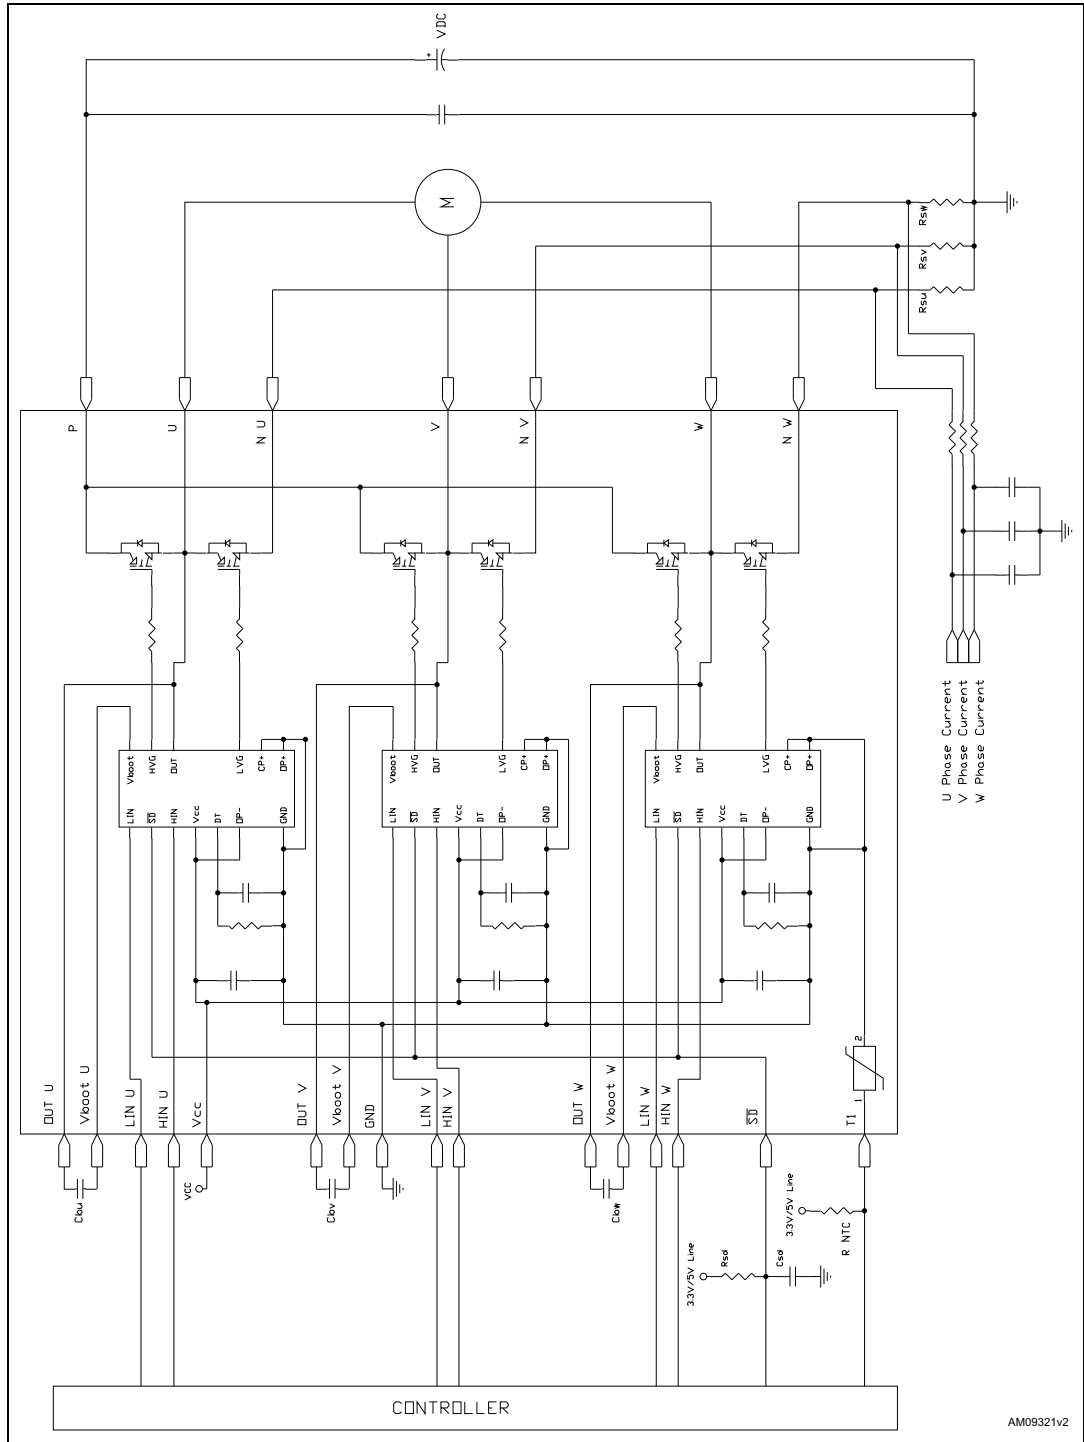 VDC
+
M
Rsw
Rsv
Rsu
P
U
N U
V
N V
W
N W
U Phase Current
V Phase Current
W Phase Current
Vboot
HVG
OUT
LVG
CP+
OP+
LIN
SD
HIN
Vcc
DT
OP-
GND
Vboot
HVG
OUT
LVG
CP+
OP+
LIN
SD
HIN
Vcc
DT
OP-
GND
Vboot
HVG
OUT
LVG
CP+
OP+
LIN
SD
HIN
Vcc
DT
OP-
GND
OUT U
Vboot U
LIN U
HIN U
Vcc
OUT V
Vboot V
GND
LIN V
HIN V
OUT W
Vboot W
LIN W
HIN W
SD
T1
1
2
Cbu
VCC
Cbv
Cbw
3.3V/5V Line
Rsd
Csd
3.3V/5V Line
R NTC
CONTROLLER
AM09321v2